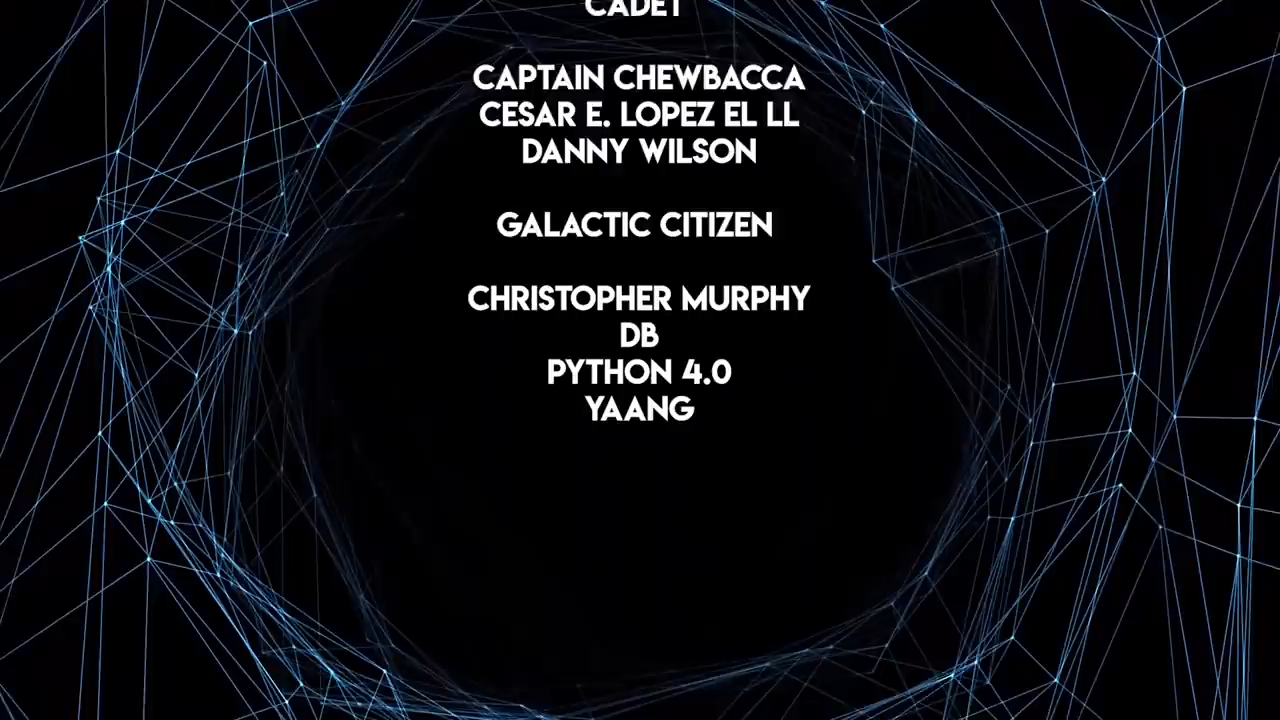 CADET
CAPTAIN CHEWBACCA
CESAR E. LOPEZ EL LL
DANNY WILSON
GALACTIC CITIZEN
CHRISTOPHER MURPHY
DB
PYTHON 4.0
YAANG